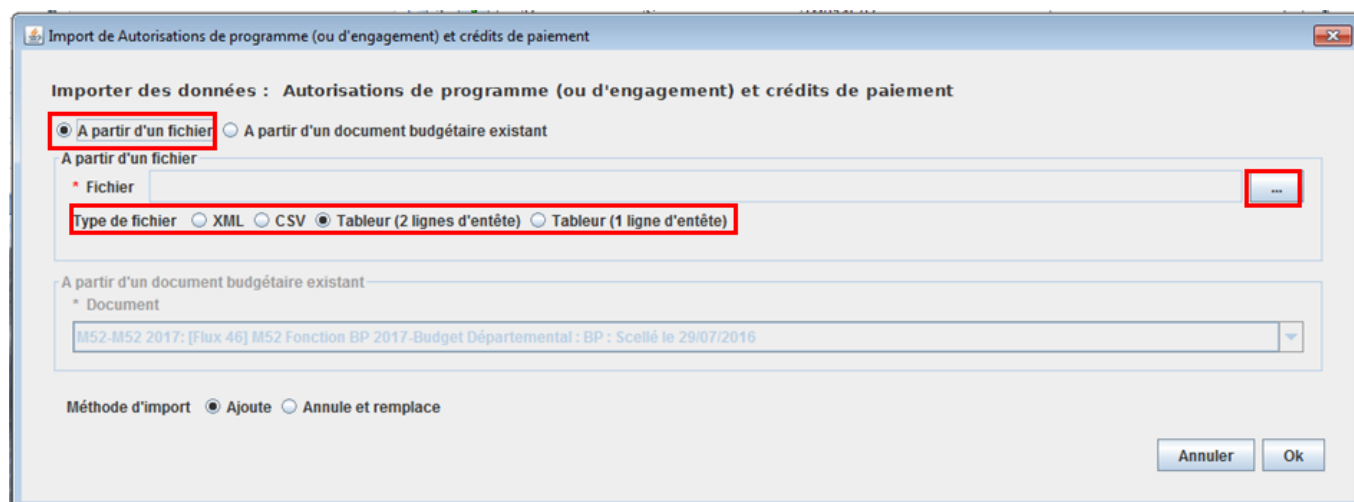 Import de Autorisations de programme (ou d'engagement) et crédits de paiement
Importer des données : Autorisations de programme (ou d'engagement) et crédits de paiement
A partir d'un fichier A partir d'un document budgétaire existant
A partir d'un fichier
* Fichier ...
Type de fichier XML CSV Tableur (2 lignes d'entête) Tableur (1 ligne d'entête)
A partir d'un document budgétaire existant
* Document
M52-M52 2017: [Flux 46] M52 Fonction BP 2017-Budget Départemental : BP : Scellé le 29/07/2016
Méthode d'import Ajoute Annule et remplace
Annuler Ok